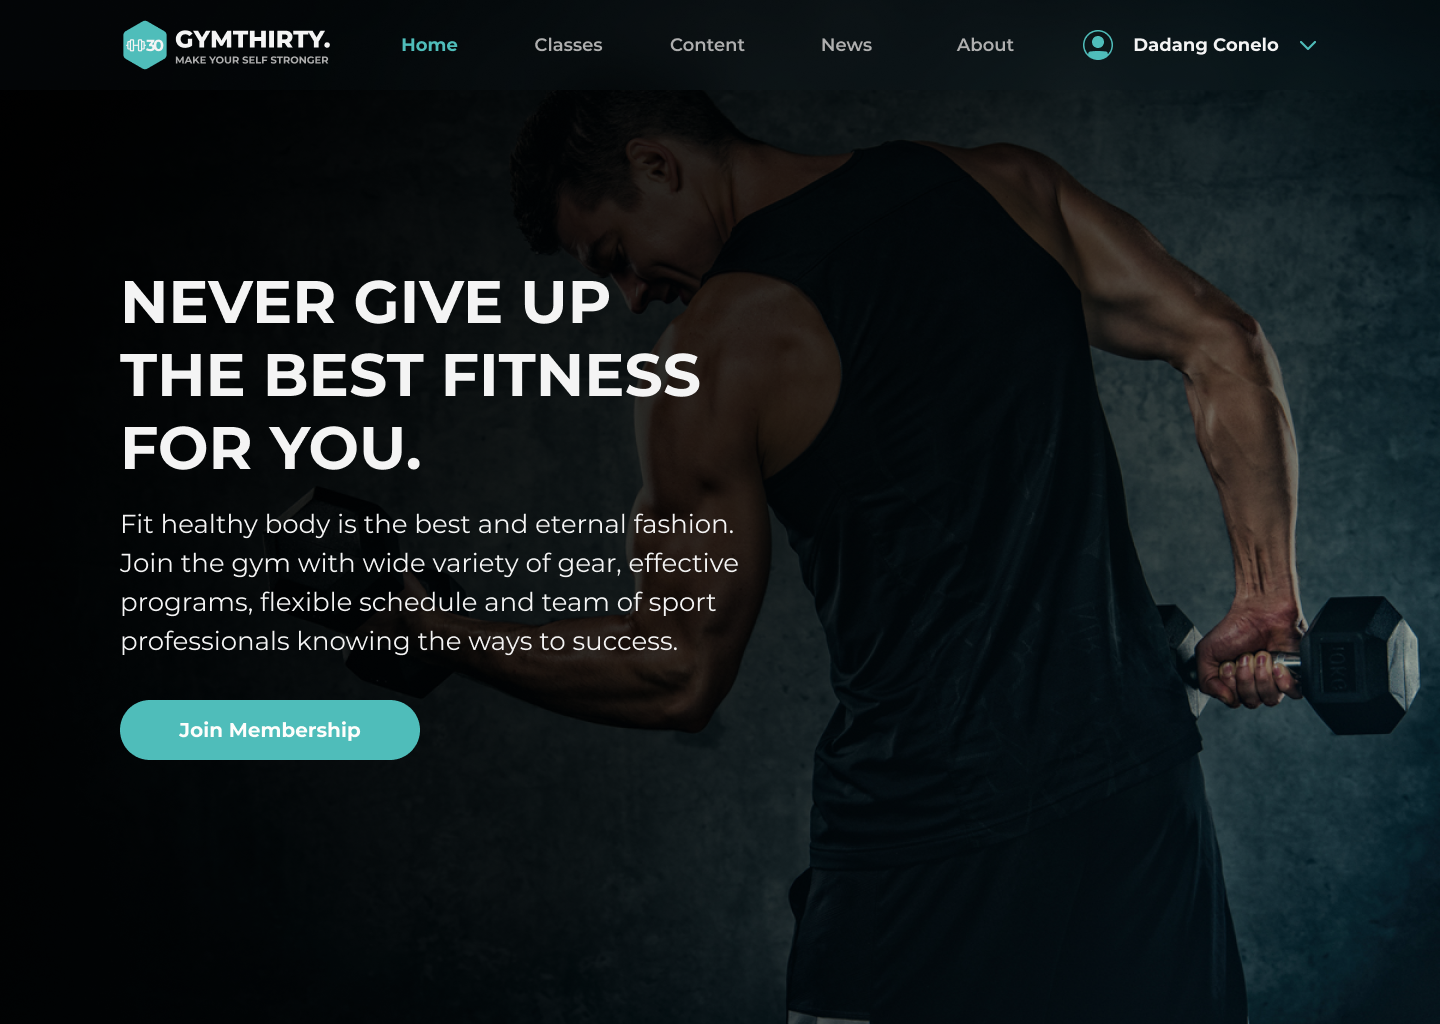 30 GYMTHIRTY.
MAKE YOUR SELF STRONGER
Home Classes Content News About Dadang Conelo
NEVER GIVE UP
THE BEST FITNESS
FOR YOU.
Fit healthy body is the best and eternal fashion.
Join the gym with wide variety of gear, effective
programs, flexible schedule and team of sport
professionals knowing the ways to success.
Join Membership